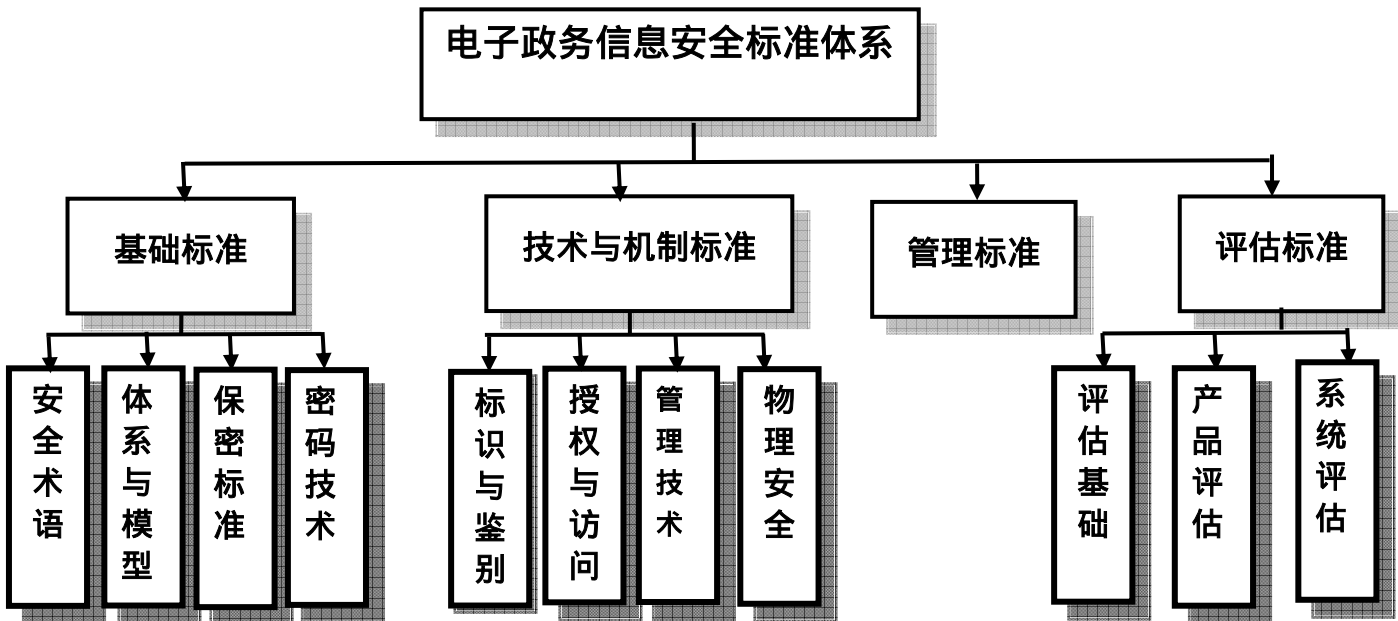 电子政务信息安全标准体系
基础标准
技术与机制标准
管理标准
评估标准
安全术语
体系与模型
保密标准
密码技术
标识与鉴别
授权与访问
管理技术
物理安全
评估基础
产品评估
系统评估